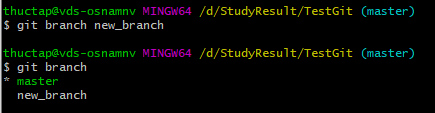 thuctap@vds-osnamnv MINGW64 /d/StudyResult/TestGit (master)
$ git branch new_branch
thuctap@vds-osnamnv MINGW64 /d/StudyResult/TestGit (master)
$ git branch
* master
  new_branch